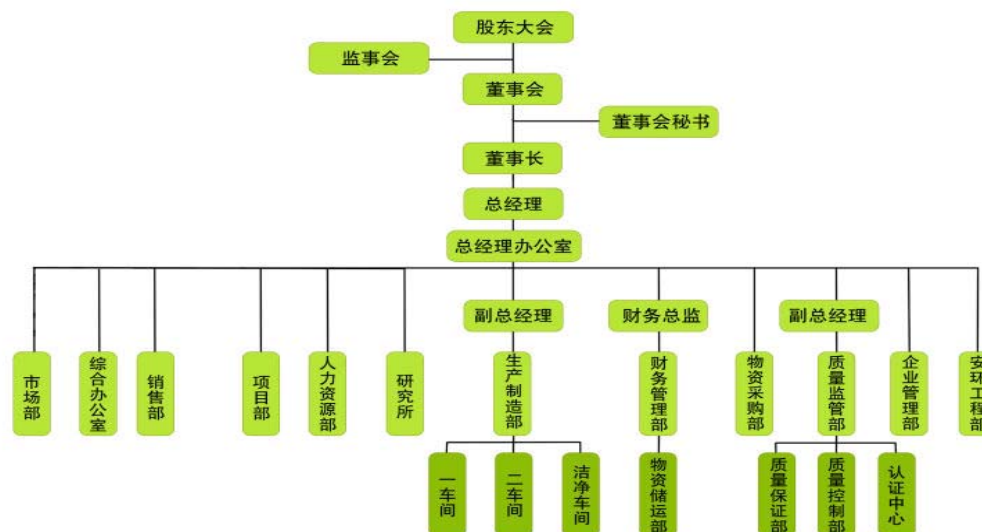 股东大会
监事会
董事会
董事会秘书
董事长
总经理
总经理办公室
副总经理
财务总监
副总经理
市场部
综合办公室
销售部
项目部
人力资源部
研究所
生产制造部
财务管理部
物资采购部
质量监管部
企业管理部
安环工程部
一车间
二车间
洁净车间
物资储运部
质量保证部
质量控制部
认证中心